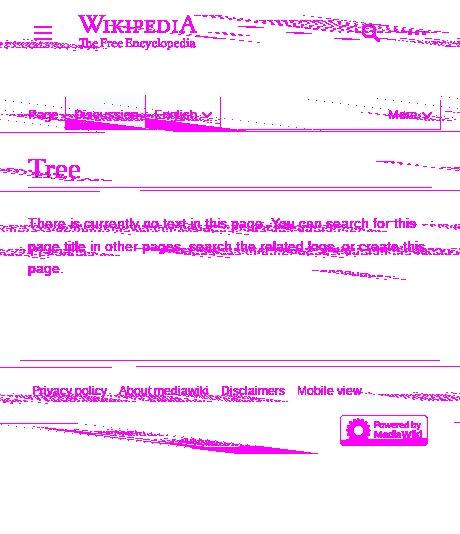 WIKIPEDIA
The Free Encyclopedia
Page Discussion English More
Tree
There is currently no text in this page. You can search for this
page title in other pages, search the related logs, or create this
page.
Privacy policy About mediawiki Disclaimers Mobile view
Powered by
MediaWiki